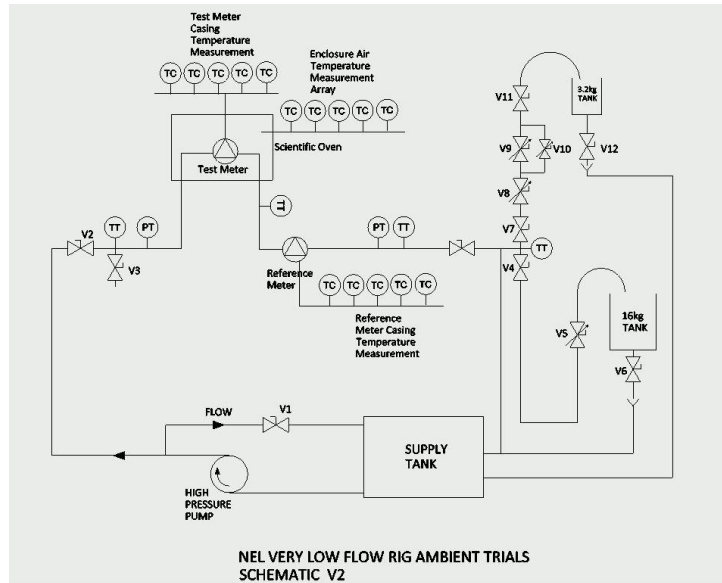 Test Meter
Casing
Temperature
Measurement
TC TC TC TC TC
Enclosure Air
Temperature
Measurement
Array
TC TC TC TC TC
Scientific Oven
Test Meter
TT
V2
TT
PT
V3
Reference
Meter
PT
TT
TC TC TC TC TC
Reference
Meter Casing
Temperature
Measurement
V11
3.2kg
TANK
V9
V10
V12
V8
V7
TT
V4
V5
16kg
TANK
V6
FLOW
V1
SUPPLY
TANK
HIGH
PRESSURE
PUMP
NEL VERY LOW FLOW RIG AMBIENT TRIALS
SCHEMATIC V2